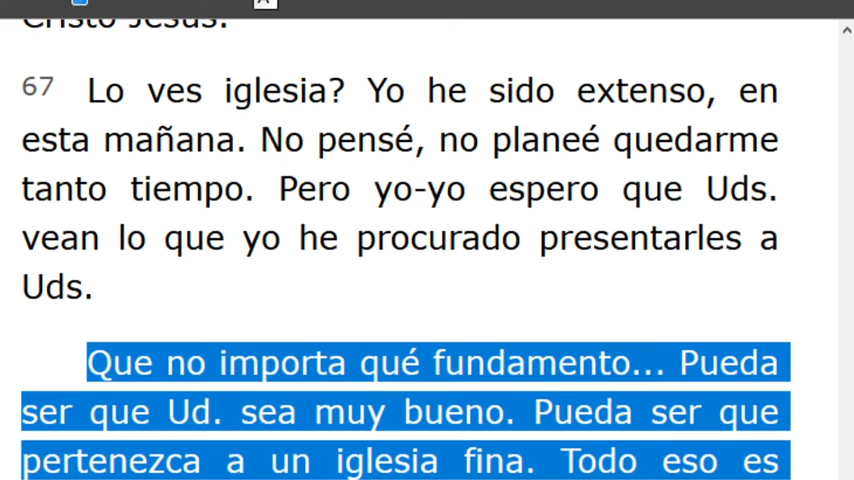 Cristo Jesús.
67 Lo ves iglesia? Yo he sido extenso, en
esta mañana. No pensé, no planeé quedarme
tanto tiempo. Pero yo-yo espero que Uds.
vean lo que yo he procurado presentarles a
Uds.
Que no importa qué fundamento... Pueda
ser que Ud. sea muy bueno. Pueda ser que
pertenezca a un iglesia fina. Todo eso es